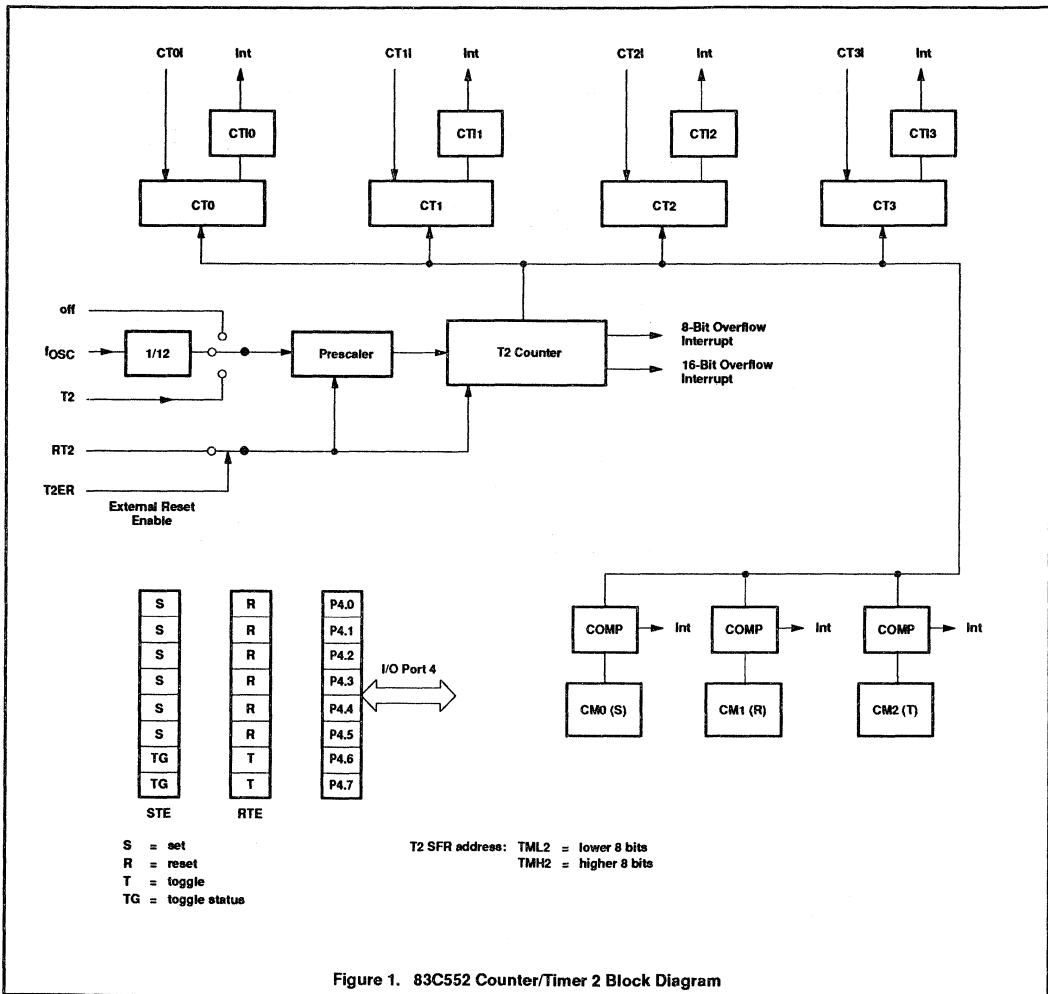 CT0I Int CT1I Int CT2I Int CT3I Int
CTI0 CTI1 CTI2 CTI3
CT0 CT1 CT2 CT3
off
fOSC 1/12 Prescaler T2 Counter
8-Bit Overflow
Interrupt
16-Bit Overflow
Interrupt
T2
RT2
T2ER
External Reset
Enable
S R P4.0
S R P4.1
S R P4.2
S R P4.3
S R P4.4
S R P4.5
TG T P4.6
TG T P4.7
STE RTE
I/O Port 4
COMP Int COMP Int COMP Int
CM0 (S) CM1 (R) CM2 (T)
S = set
R = reset
T = toggle
TG = toggle status
T2 SFR address: TML2 = lower 8 bits
TMH2 = higher 8 bits
Figure 1. 83C552 Counter/Timer 2 Block Diagram